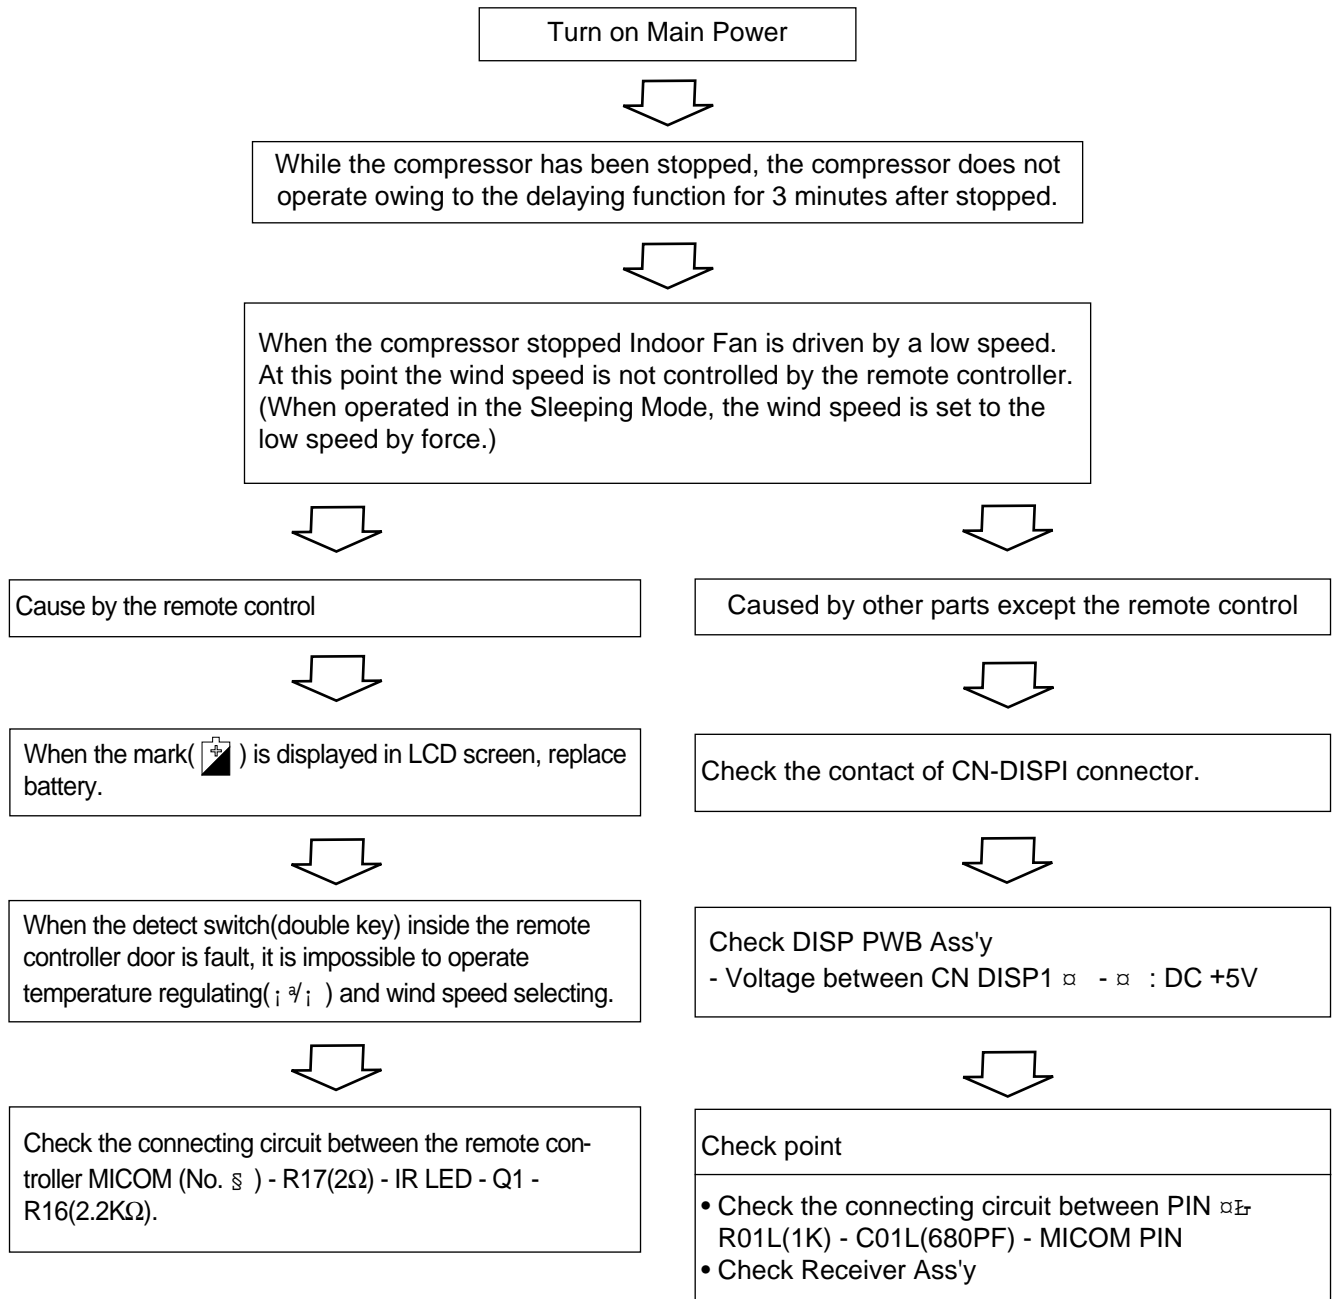 Turn on Main Power
While the compressor has been stopped, the compressor does not
operate owing to the delaying function for 3 minutes after stopped.
When the compressor stopped Indoor Fan is driven by a low speed.
At this point the wind speed is not controlled by the remote controller.
(When operated in the Sleeping Mode, the wind speed is set to the
low speed by force.)
Cause by the remote control
When the mark( ) is displayed in LCD screen, replace
battery.
When the detect switch(double key) inside the remote
controller door is fault, it is impossible to operate
temperature regulating(¡ª/¡ ) and wind speed selecting.
Check the connecting circuit between the remote con-
troller MICOM (No. § ) - R17(2Ω) - IR LED - Q1 -
R16(2.2KΩ).
Caused by other parts except the remote control
Check the contact of CN-DISPI connector.
Check DISP PWB Ass'y
- Voltage between CN DISP1 ¤ - ¤ : DC +5V
Check point
• Check the connecting circuit between PIN ¤
R01L(1K) - C01L(680PF) - MICOM PIN
• Check Receiver Ass'y